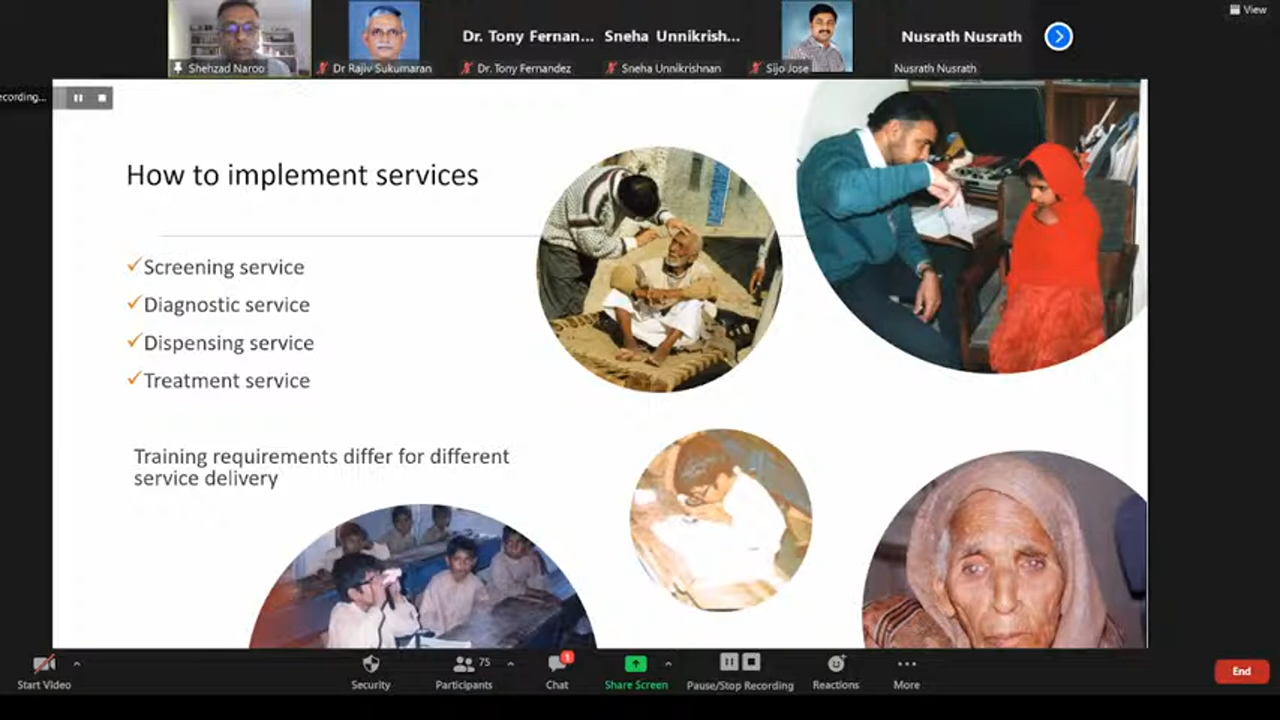 View
Dr. Tony Fernan...
Sneha Unnikrish...
Nusrath Nusrath
Shehzad Naroo
Dr Rajiv Sukumaran
Dr. Tony Fernandez
Sneha Unnikrishnan
Sijo Jose
Nusrath Nusrath
ecording...
How to implement services
✓Screening service
✓Diagnostic service
✓Dispensing service
✓Treatment service
Training requirements differ for different
service delivery
75
1
Start Video
Security
Participants
Chat
Share Screen
Pause/Stop Recording
Reactions
More
End